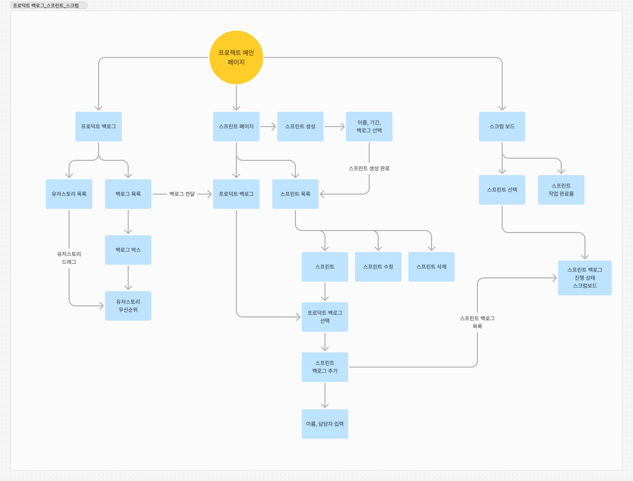 프로덕트 백로그_스프린트_스크럼
프로젝트 메인
페이지
프로덕트 백로그
스프린트 페이지
스프린트 생성
이름, 기간,
백로그 선택
스크럼 보드
스프린트 생성 완료
유저스토리 목록
백로그 목록
백로그 전달
프로덕트 백로그
스프린트 목록
스프린트 선택
스프린트
작업 완료율
유저스토리
드래그
백로그 박스
스프린트
스프린트 수정
스프린트 삭제
스프린트 백로그
진행 상태
스크럼보드
유저스토리
우선순위
프로덕트 백로그
선택
스프린트 백로그
목록
스프린트
백로그 추가
이름, 담당자 입력